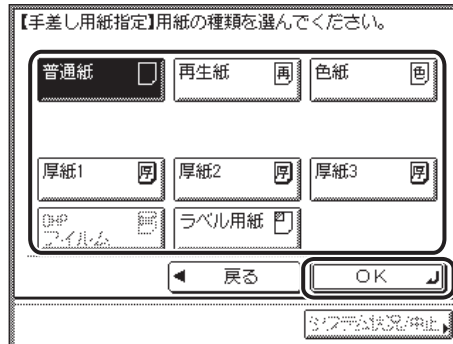 【手差し用紙指定】用紙の種類を選んでください。
普通紙
再生紙 再
色紙 色
厚紙1 厚
厚紙2 厚
厚紙3 厚
OHP
フイルム
ラベル用紙
戻る
OK
システム状況/中止